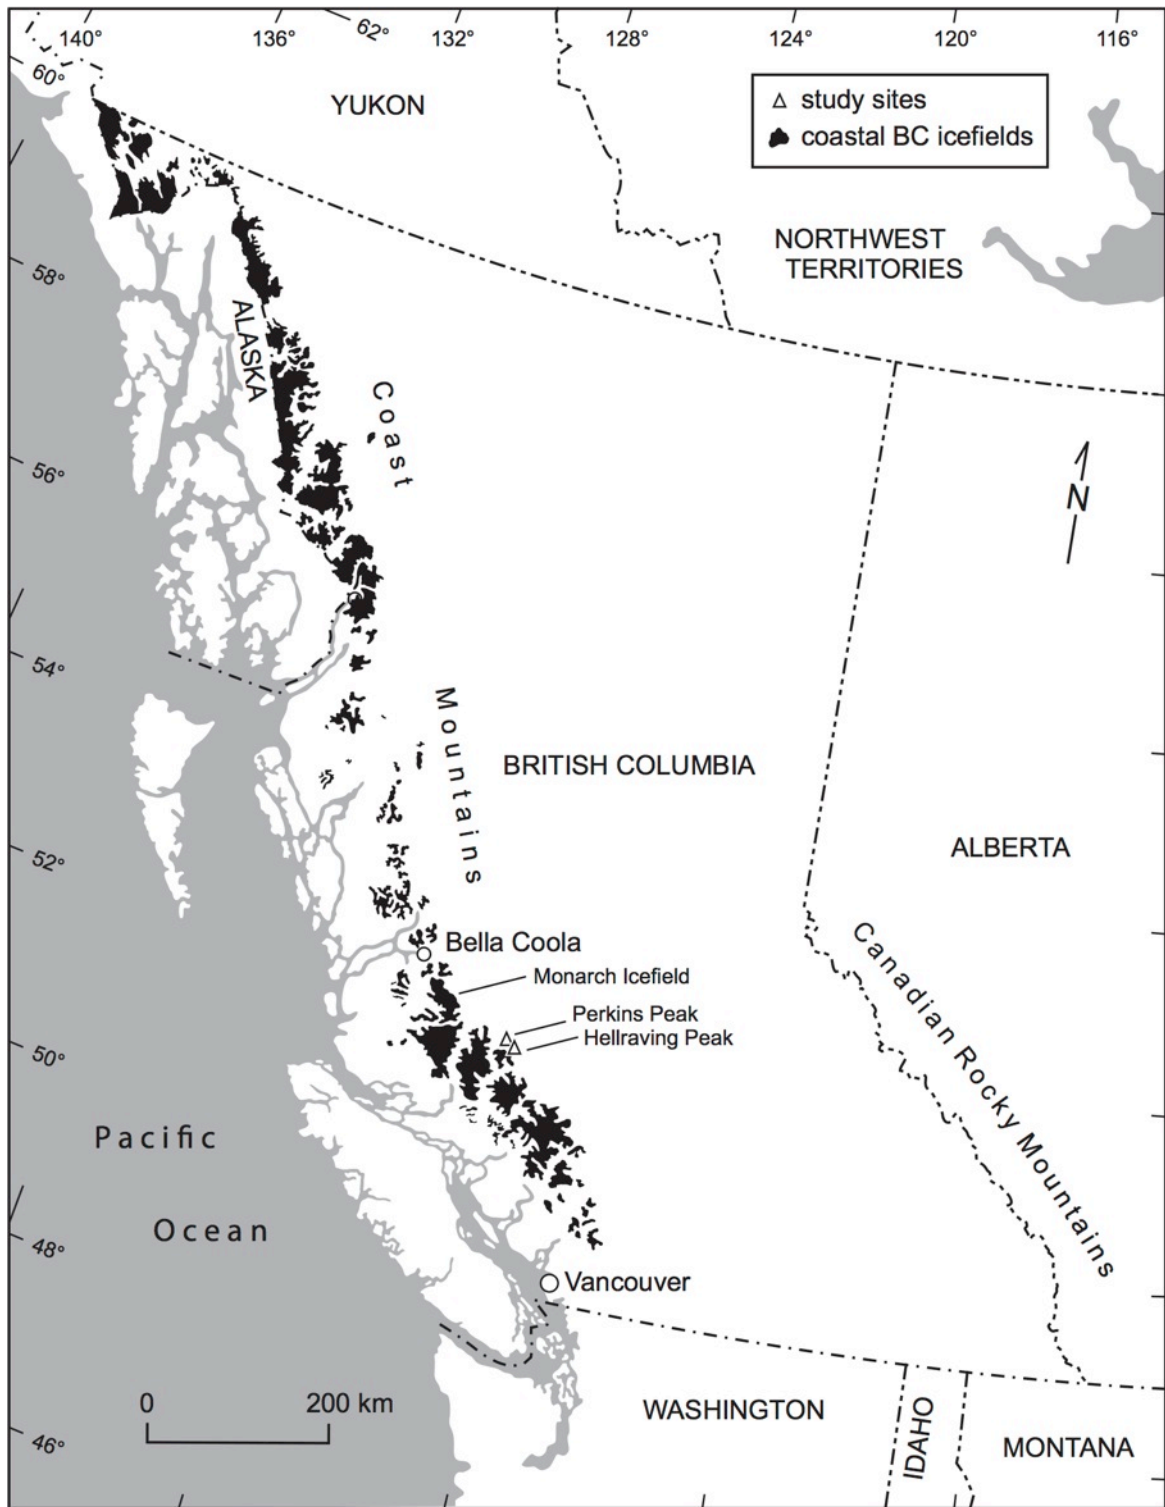 140°
136°
62°
132°
128°
124°
120°
116°
60°
YUKON
study sites
coastal BC icefields
NORTHWEST
TERRITORIES
58°
ALASKA
Coast
N
56°
54°
Mountains
BRITISH COLUMBIA
ALBERTA
52°
Bella Coola
Canadian Rocky Mountains
Monarch Icefield
Perkins Peak
Hellraving Peak
50°
Pacific
Ocean
48°
Vancouver
0 200 km
WASHINGTON
IDAHO
MONTANA
46°